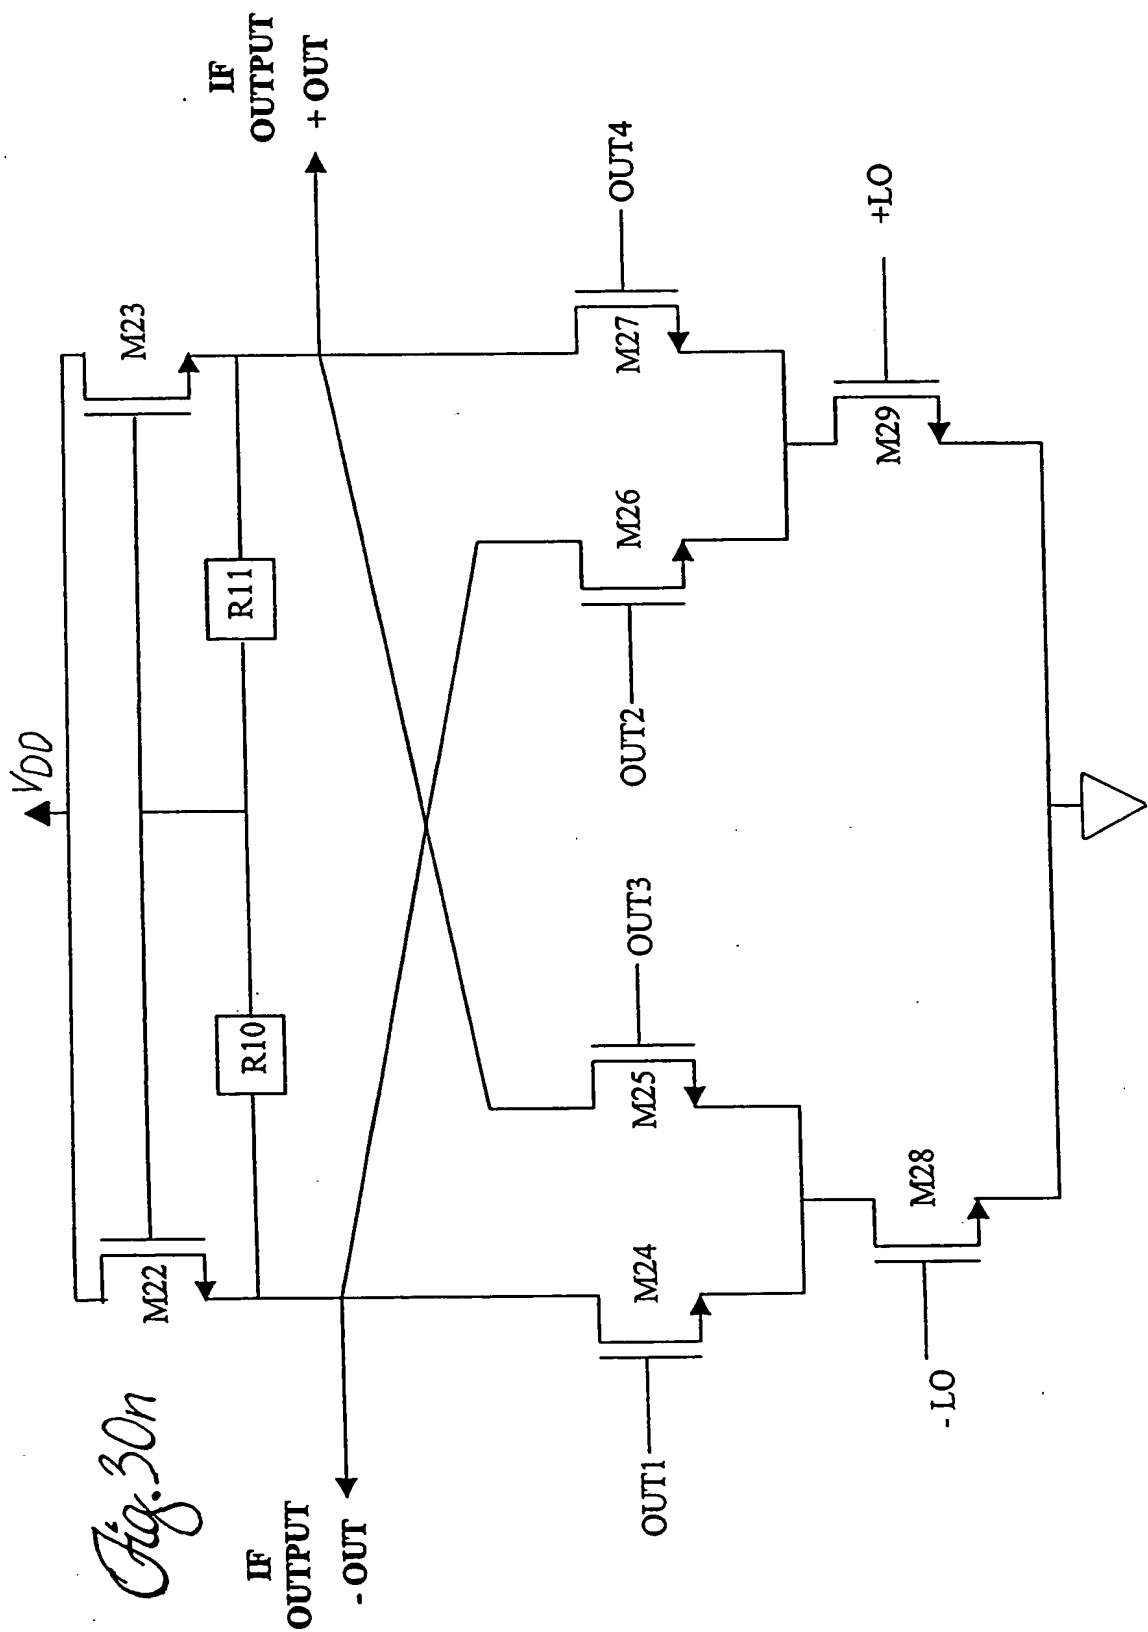 Fig. 30n
VDD
M22
M23
R10
R11
IF
OUTPUT
- OUT
IF
OUTPUT
+ OUT
OUT1
M24
M25
OUT3
OUT2
M26
M27
OUT4
- LO
M28
M29
+LO